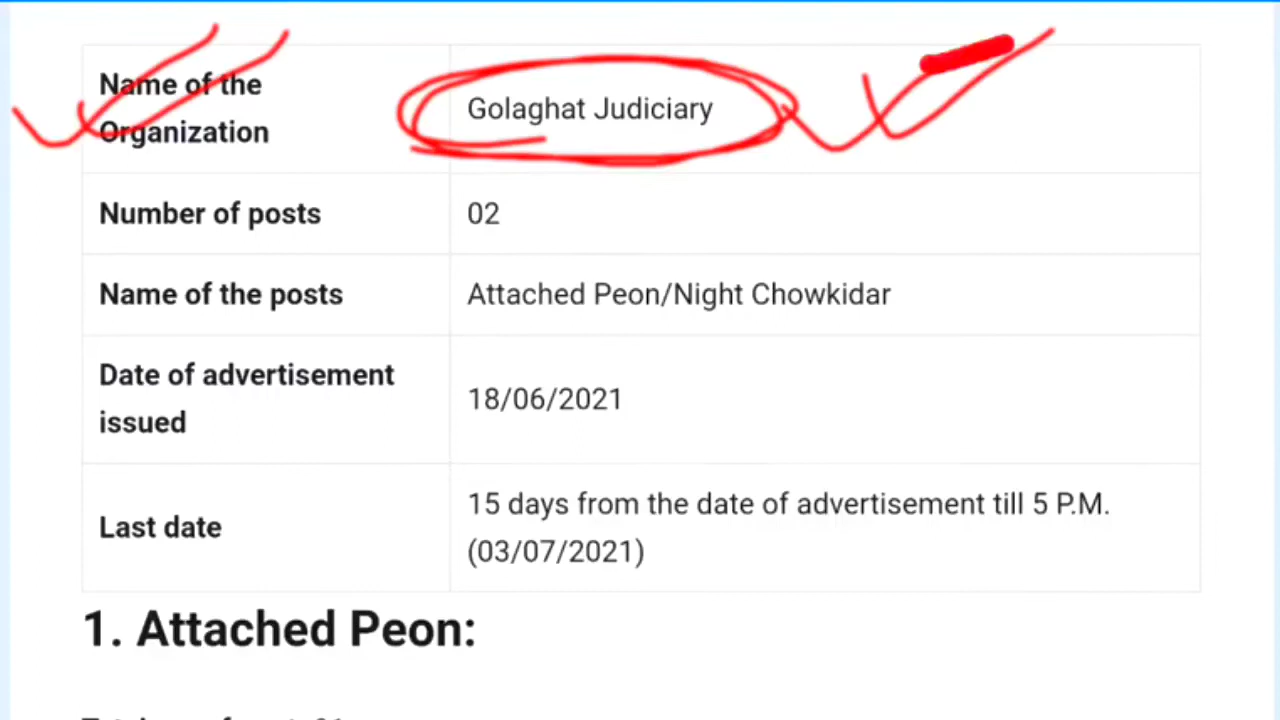 Name of the
Organization
Golaghat Judiciary
Number of posts
02
Name of the posts
Attached Peon/Night Chowkidar
Date of advertisement
issued
18/06/2021
Last date
15 days from the date of advertisement till 5 P.M.
(03/07/2021)
1. Attached Peon: